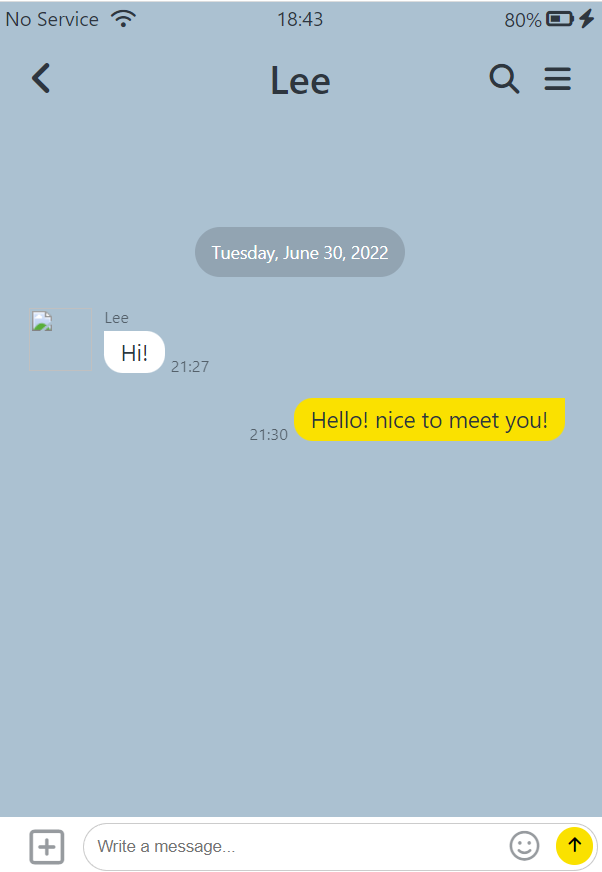 No Service 18:43 80%
Lee
Tuesday, June 30, 2022
Lee
Hi! 21:27
21:30 Hello! nice to meet you!
Write a message...